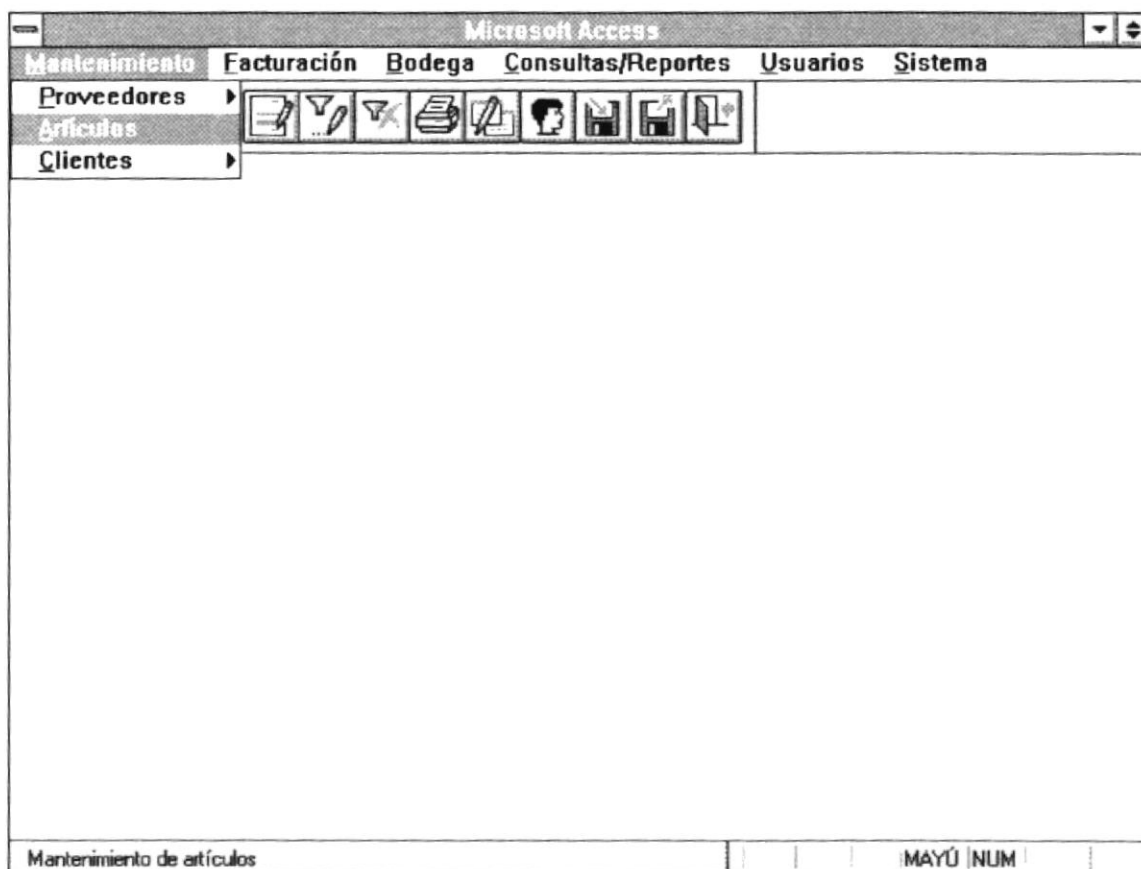 Microsoft Access
Mantenimiento Facturación Bodega Consultas/Reportes Usuarios Sistema
Proveedores
Artículos
Clientes
Mantenimiento de artículos MAYÚ NUM